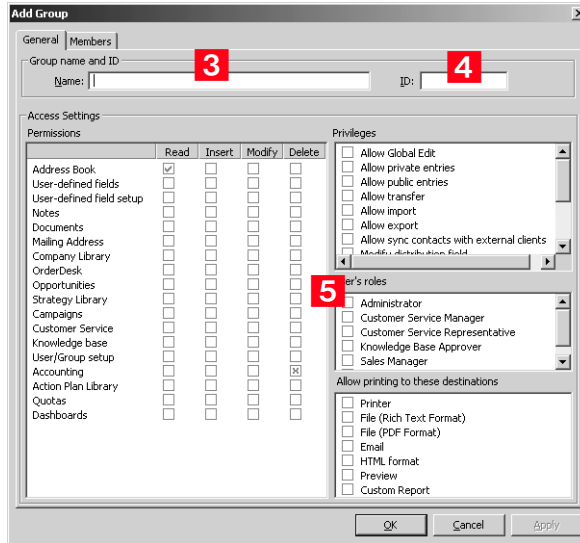 Add Group
General Members
Group name and ID
Name: 3 ID: 4
Access Settings
Permissions
Read Insert Modify Delete
Address Book
User-defined fields
User-defined field setup
Notes
Documents
Mailing Address
Company Library
OrderDesk
Opportunities
Strategy Library
Campaigns
Customer Service
Knowledge base
User/Group setup
Accounting
Action Plan Library
Quotas
Dashboards
Privileges
Allow Global Edit
Allow private entries
Allow public entries
Allow transfer
Allow import
Allow export
Allow sync contacts with external clients
Modify distribution field
5
er's roles
Administrator
Customer Service Manager
Customer Service Representative
Knowledge Base Approver
Sales Manager
Allow printing to these destinations
Printer
File (Rich Text Format)
File (PDF Format)
Email
HTML format
Preview
Custom Report
OK Cancel Apply